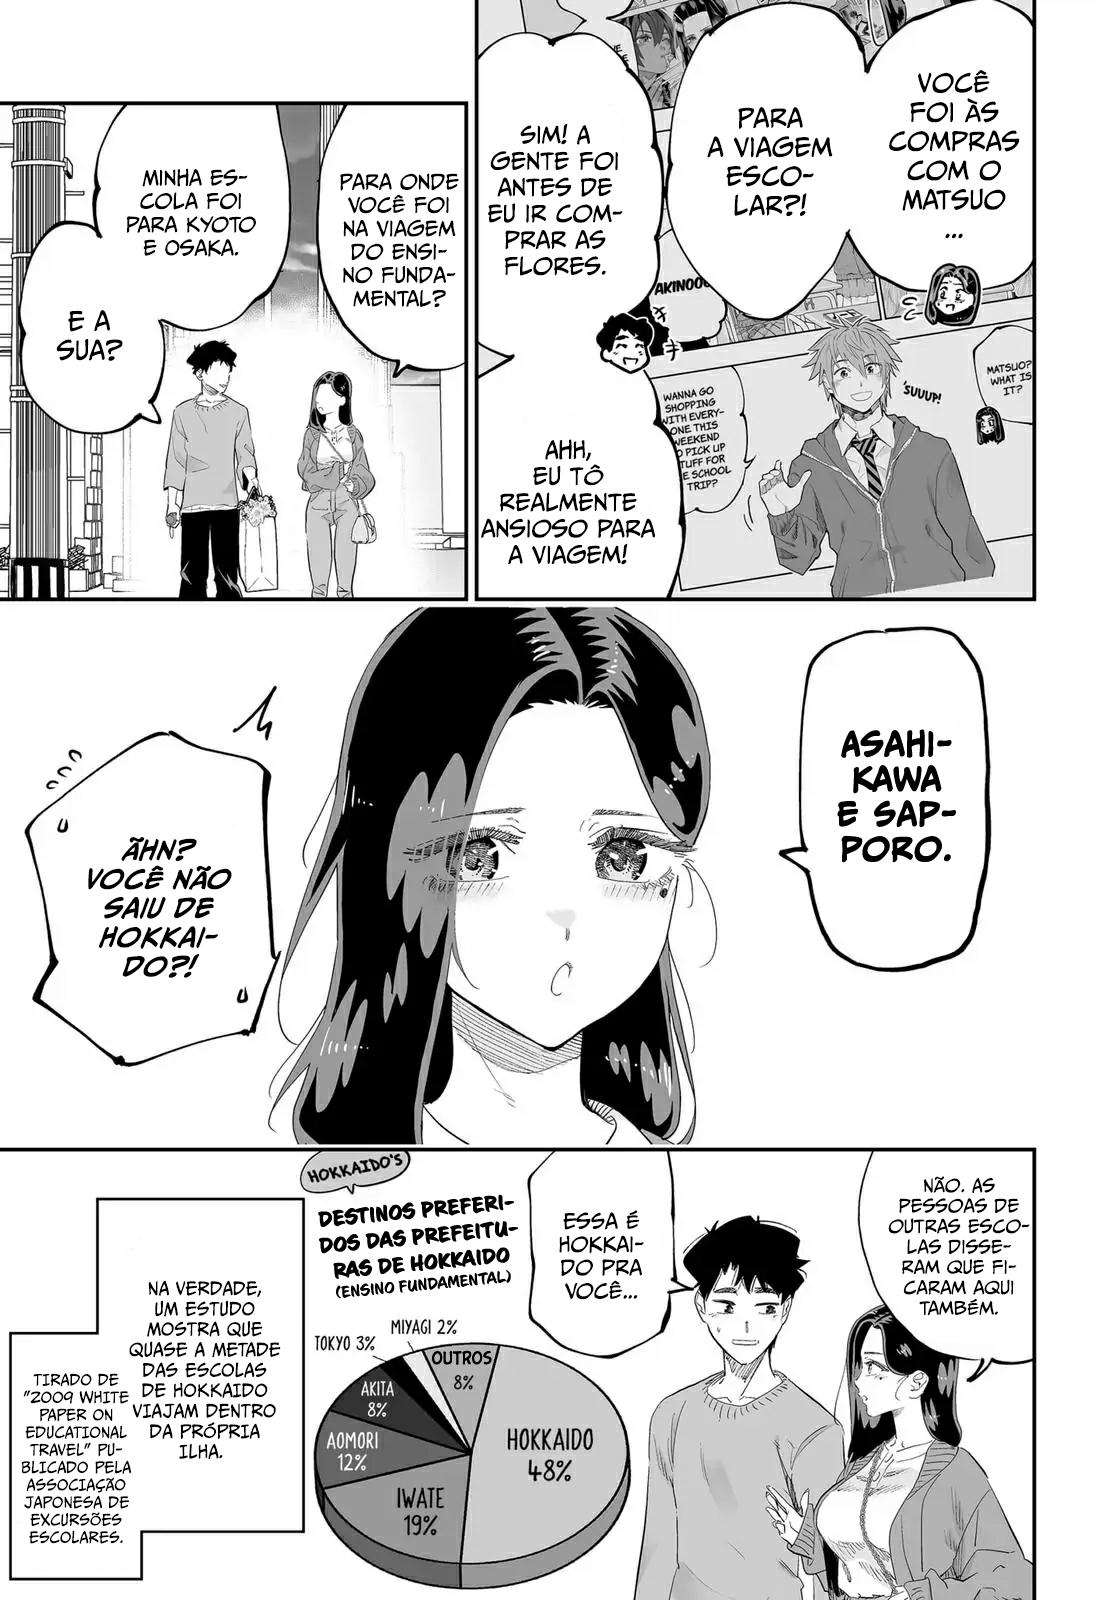 VOCÊ
FOI ÀS
COMPRAS
COM O
MATSUO
...
PARA
A VIAGEM
ESCO-
LAR?!
SIM! A
GENTE FOI
ANTES DE
EU IR COM-
PRAR AS
FLORES.
AKINOOO
MATSUO?
WHAT IS
IT?
'SUUUP!
WANNA GO
SHOPPING
WITH EVERY-
ONE THIS
WEEKEND
TO PICK UP
STUFF FOR
THE SCHOOL
TRIP?
AHH,
EU TÔ
REALMENTE
ANSIOSO PARA
A VIAGEM!
PARA ONDE
VOCÊ FOI
NA VIAGEM
DO ENSI-
NO FUNDA-
MENTAL?
MINHA ES-
COLA FOI
PARA KYOTO
E OSAKA.
E A
SUA?
ASAHI-
KAWA
E SAP-
PORO.
ÃHN?
VOCÊ NÃO
SAIU DE
HOKKAI-
DO?!
NÃO. AS
PESSOAS DE
OUTRAS ESCO-
LAS DISSE-
RAM QUE FI-
CARAM AQUI
TAMBÉM.
ESSA É
HOKKAI-
DO PRA
VOCÊ...
HOKKAIDO'S
DESTINOS PREFERI-
DOS DAS PREFEITU-
RAS DE HOKKAIDO
(ENSINO FUNDAMENTAL)
TOKYO 3%
MIYAGI 2%
OUTROS
8%
AKITA
8%
AOMORI
12%
IWATE
19%
HOKKAIDO
48%
NA VERDADE,
UM ESTUDO
MOSTRA QUE
QUASE A METADE
DAS ESCOLAS
DE HOKKAIDO
VIAJAM DENTRO
DA PRÓPRIA
ILHA.
TIRADO DE
"2009 WHITE
PAPER ON
EDUCATIONAL
TRAVEL" PU-
BLICADO PELA
ASSOCIAÇÃO
JAPONESA DE
EXCURSÕES
ESCOLARES.